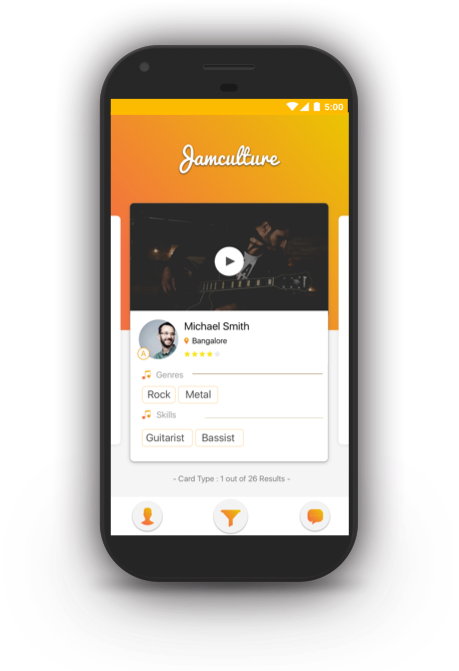 5:00
Jamculture
Michael Smith
Bangalore
A
Genres
Rock Metal
Skills
Guitarist Bassist
- Card Type : 1 out of 26 Results -